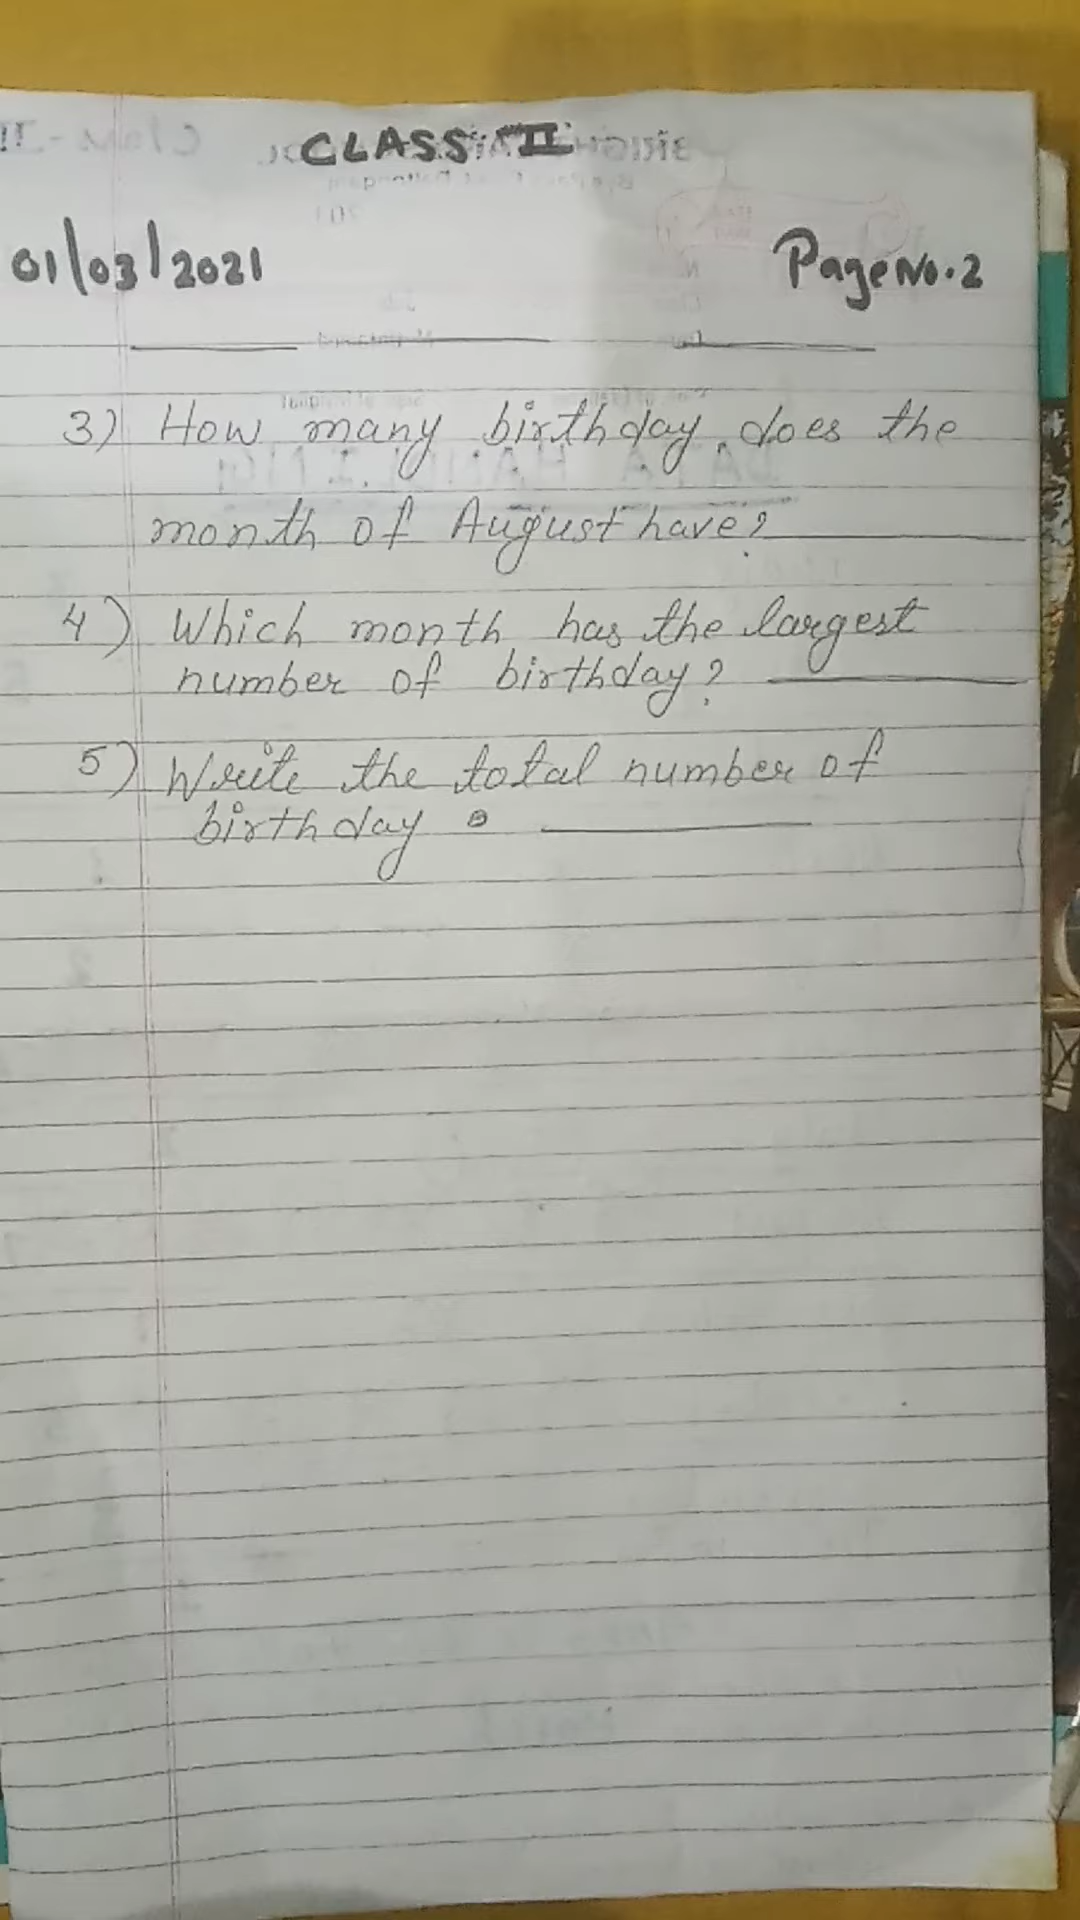 CLASS: II
01/03/2021
Page No. 2
3) How many birthday does the
month of August have?
4) Which month has the largest
number of birthday?
5) Write the total number of
birthday